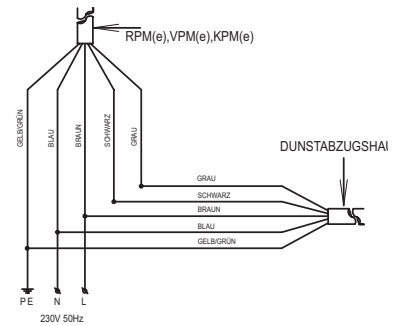 RPM(e),VPM(e),KPM(e)
GELB/GRÜN
BLAU
BRAUN
SCHWARZ
GRAU
DUNSTABZUGSHAU
GRAU
SCHWARZ
BRAUN
BLAU
GELB/GRÜN
PE N L
230V 50Hz